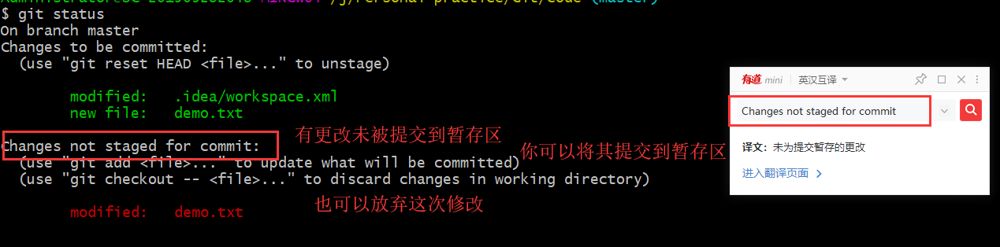 $ git status
On branch master
Changes to be committed:
(use "git reset HEAD <file>..." to unstage)
modified: .idea/workspace.xml
new file: demo.txt
Changes not staged for commit:
有更改未被提交到暂存区
(use "git add <file>..." to update what will be committed)
你可以将其提交到暂存区
(use "git checkout -- <file>..." to discard changes in working directory)
也可以放弃这次修改
modified: demo.txt
有道 mini 英汉互译
Changes not staged for commit
译文：未为提交暂存的更改
进入翻译页面